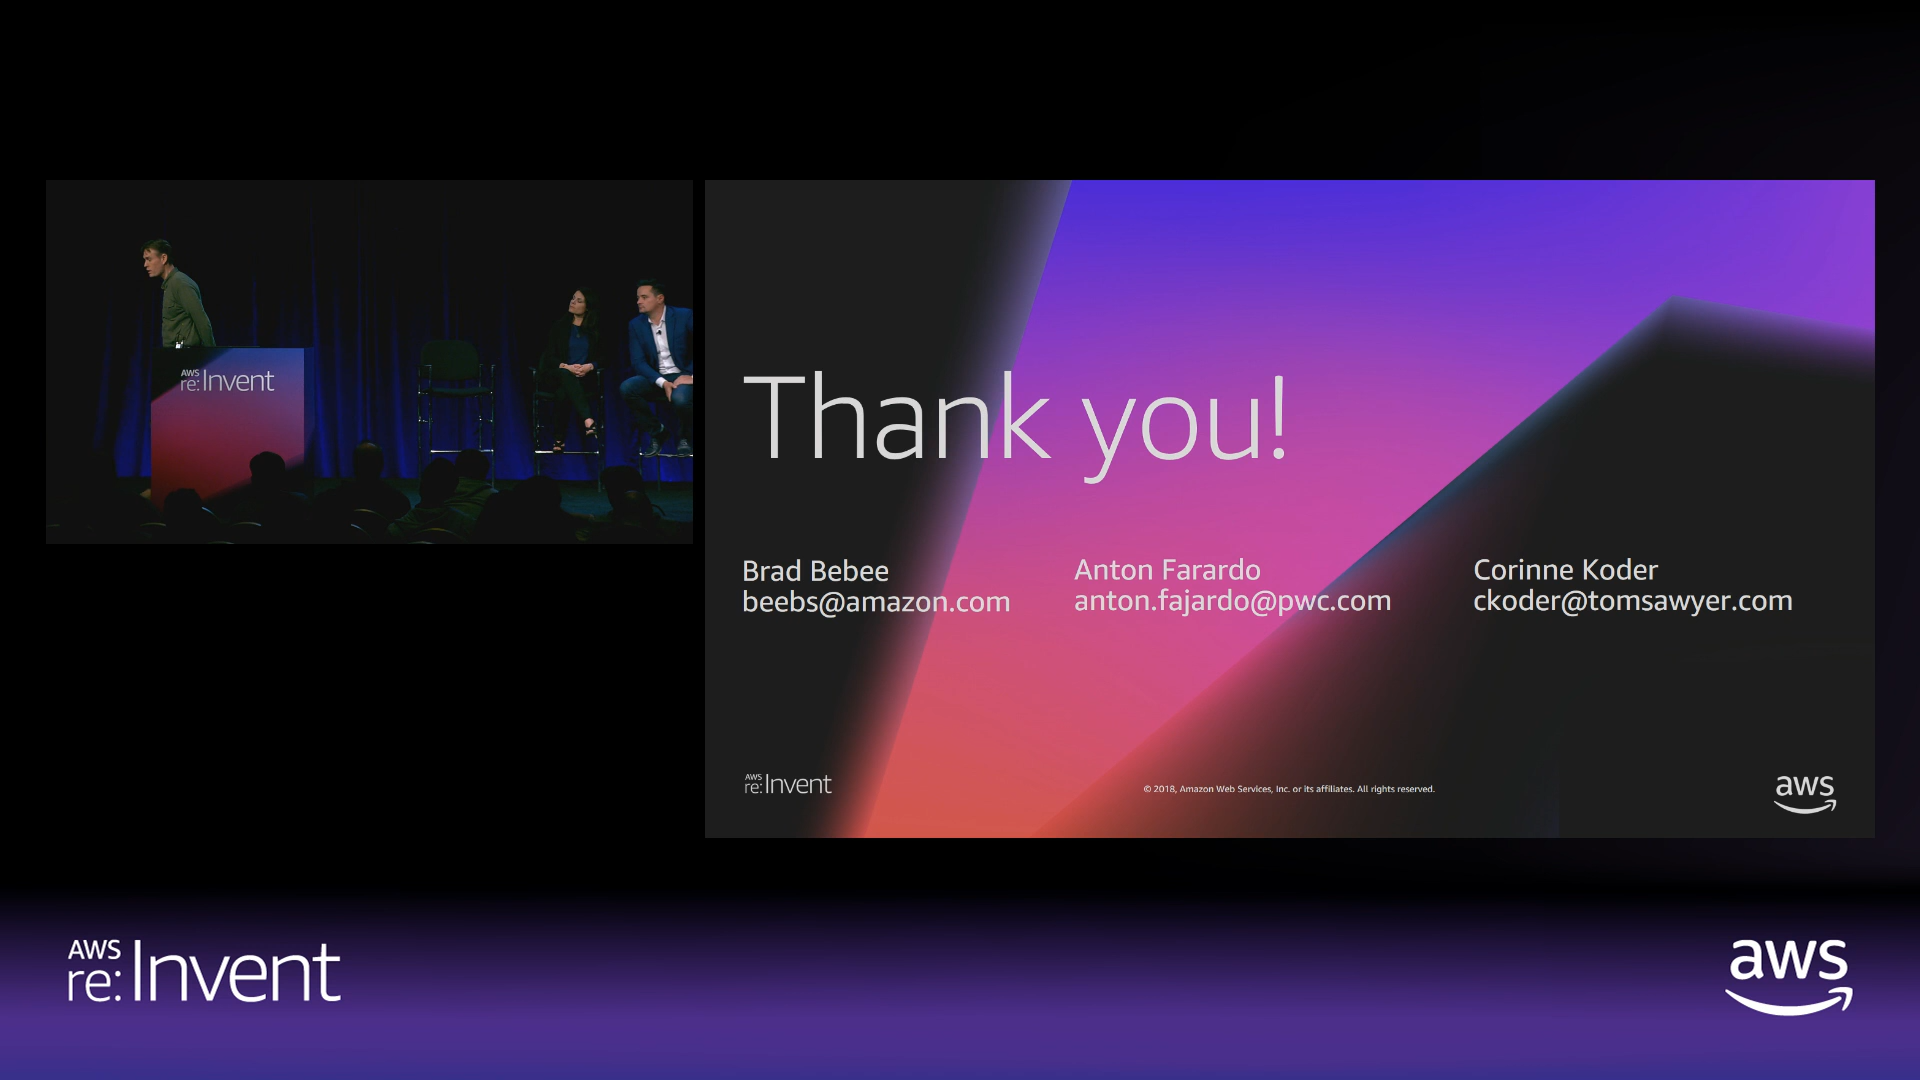 AWS
re:Invent
Thank you!
Brad Bebee
beebs@amazon.com
Anton Farardo
anton.fajardo@pwc.com
Corinne Koder
ckoder@tomsawyer.com
AWS
re:Invent
© 2018, Amazon Web Services, Inc. or its affiliates. All rights reserved.
aws
AWS
re:Invent
aws